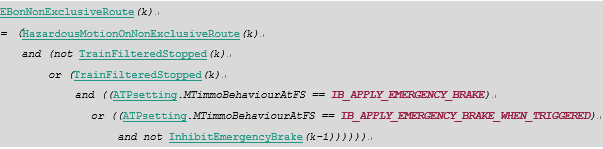 EBonNonExclusiveRoute(k)
= (HazardousMotionOnNonExclusiveRoute(k)
and (not TrainFilteredStopped(k)
or (TrainFilteredStopped(k)
and ((ATPsetting.MTimmoBehaviourAtFS == IB_APPLY_EMERGENCY_BRAKE)
or ((ATPsetting.MTimmoBehaviourAtFS == IB_APPLY_EMERGENCY_BRAKE_WHEN_TRIGGERED)
and not InhibitEmergencyBrake(k-1))))))